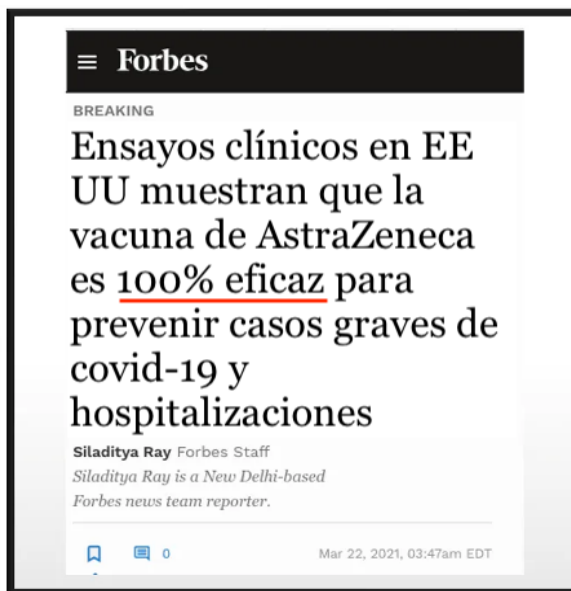 Forbes
BREAKING
Ensayos clínicos en EE
UU muestran que la
vacuna de AstraZeneca
es 100% eficaz para
prevenir casos graves de
covid-19 y
hospitalizaciones
Siladitya Ray Forbes Staff
Siladitya Ray is a New Delhi-based
Forbes news team reporter.
0 Mar 22, 2021, 03:47am EDT